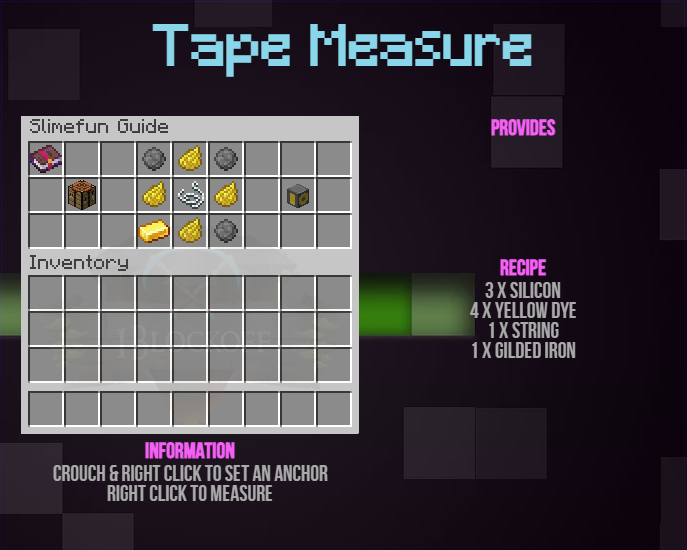 Tape Measure
Slimefun Guide
PROVIDES
Inventory
RECIPE
3 X SILICON
4 X YELLOW DYE
1 X STRING
1 X GILDED IRON
INFORMATION
CROUCH & RIGHT CLICK TO SET AN ANCHOR
RIGHT CLICK TO MEASURE